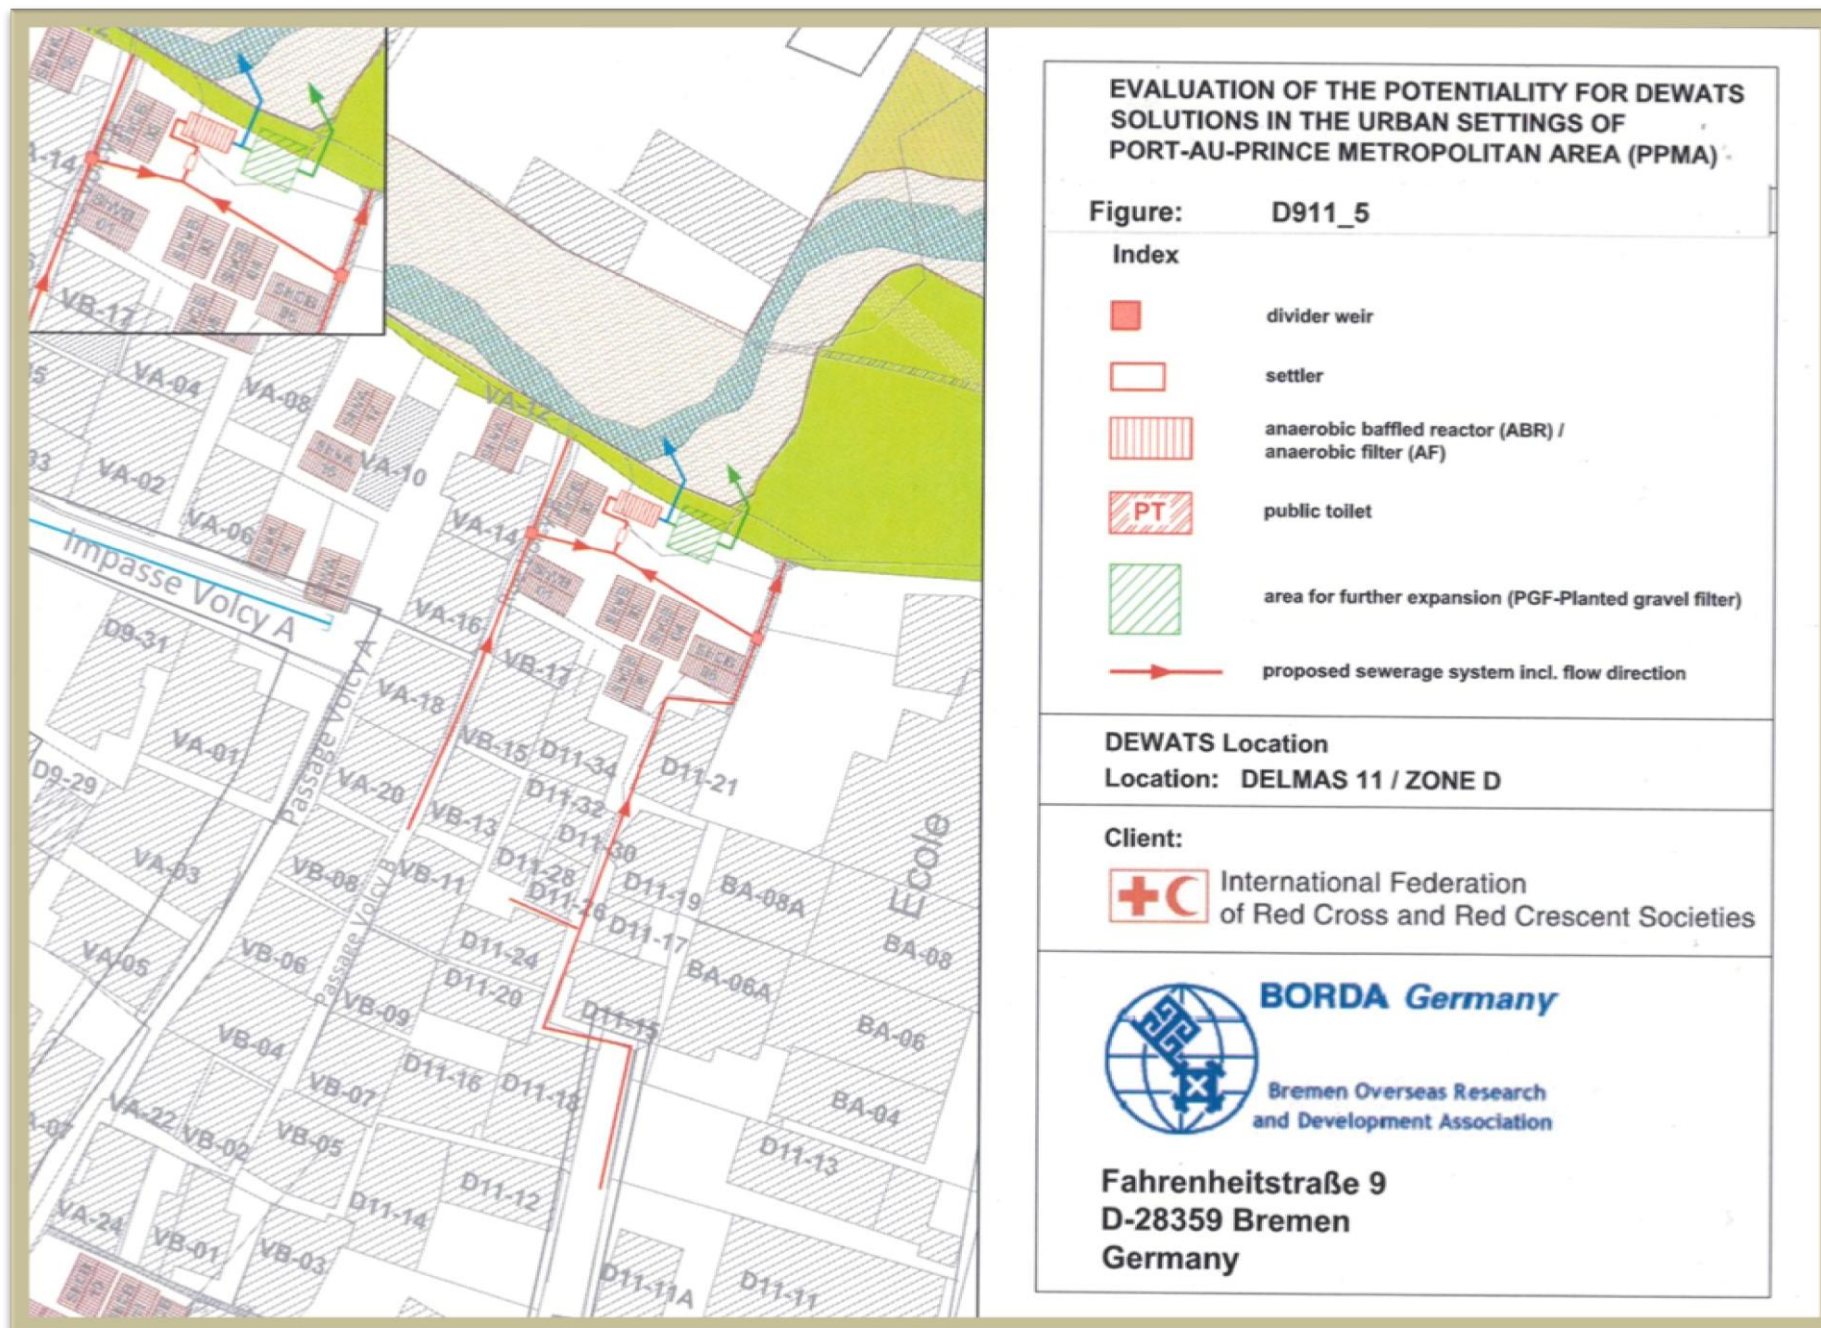 EVALUATION OF THE POTENTIALITY FOR DEWATS
SOLUTIONS IN THE URBAN SETTINGS OF
PORT-AU-PRINCE METROPOLITAN AREA (PPMA)
Figure: D911_5
Index
divider weir
settler
anaerobic baffled reactor (ABR) /
anaerobic filter (AF)
PT
public toilet
area for further expansion (PGF-Planted gravel filter)
proposed sewerage system incl. flow direction
DEWATS Location
Location: DELMAS 11 / ZONE D
Client:
International Federation
of Red Cross and Red Crescent Societies
BORDA Germany
Bremen Overseas Research
and Development Association
Fahrenheitstraße 9
D-28359 Bremen
Germany
VB-17
VA-04
VA-08
VA-12
VA-02
VA-10
VA-06
VA-14
Impasse Volcy A
VA-16
VB-17
D9-31
Passage Volcy A
VA-18
VA-01
VB-15
D11-34
D11-21
D9-29
VA-20
D11-32
VB-13
D11-30
Ecole
VA-03
VB-08
VB-11
D11-28
D11-19
BA-08A
D11-26
Passage Volcy B
D11-17
D11-24
BA-08
VA-05
VB-06
D11-20
BA-06A
VB-09
D11-15
BA-06
VB-04
D11-16
D11-18
VB-07
BA-04
VA-22
VB-02
VB-05
D11-13
D11-12
D11-14
VA-24
VB-01
VB-03
D11-11A
D11-11